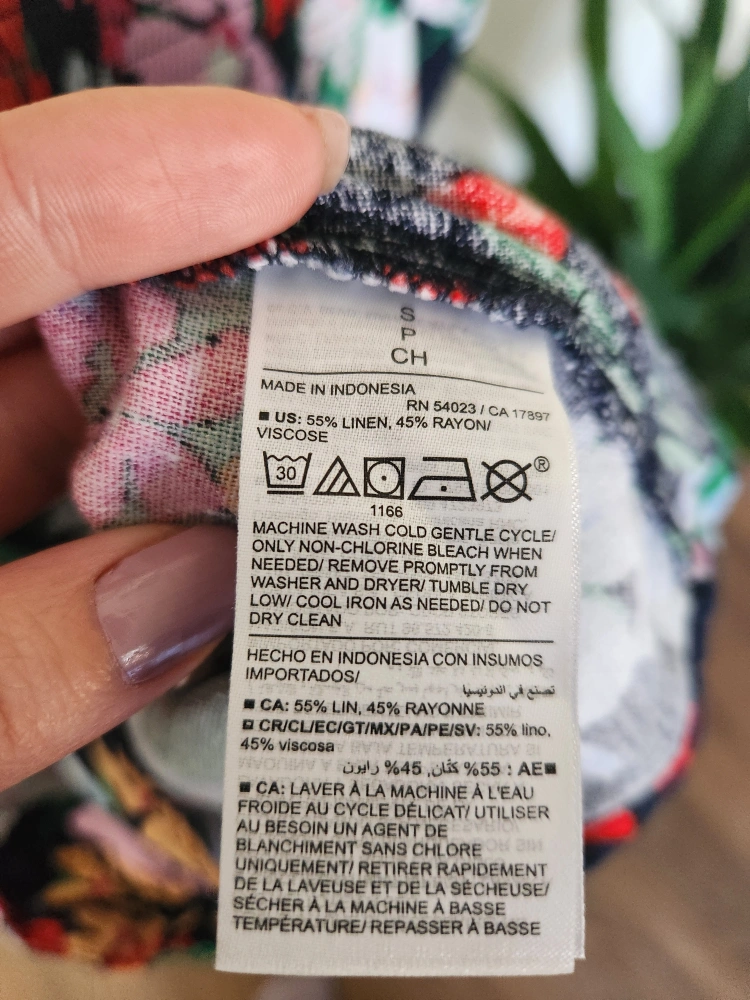 S
P
CH
MADE IN INDONESIA
RN 54023 / CA 17897
■ US: 55% LINEN, 45% RAYON/
VISCOSE
30
®
1166
MACHINE WASH COLD GENTLE CYCLE/
ONLY NON-CHLORINE BLEACH WHEN
NEEDED/ REMOVE PROMPTLY FROM
WASHER AND DRYER/ TUMBLE DRY
LOW/ COOL IRON AS NEEDED/ DO NOT
DRY CLEAN
HECHO EN INDONESIA CON INSUMOS
IMPORTADOS/
تصنع في اندونيسيا
■ CA: 55% LIN, 45% RAYONNE
CR/CL/EC/GT/MX/PA/PE/SV: 55% lino,
45% viscosa
■AE : 55% كتّان, 45% رايون
■ CA: LAVER À LA MACHINE À L'EAU
FROIDE AU CYCLE DÉLICAT/ UTILISER
AU BESOIN UN AGENT DE
BLANCHIMENT SANS CHLORE
UNIQUEMENT/ RETIRER RAPIDEMENT
DE LA LAVEUSE ET DE LA SÉCHEUSE/
SÉCHER À LA MACHINE À BASSE
TEMPÉRATURE/ REPASSER À BASSE